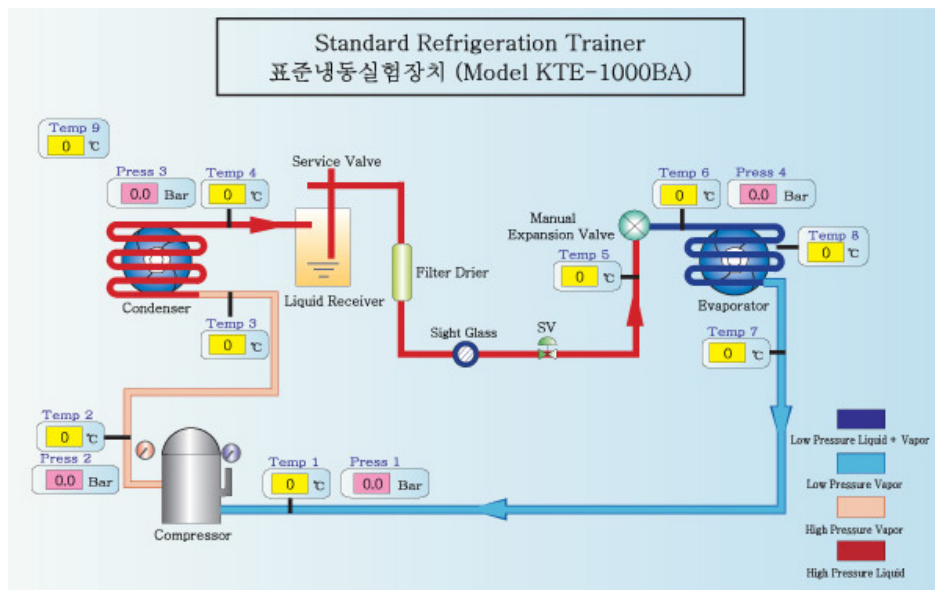 Standard Refrigeration Trainer
표준냉동실험장치 (Model KTE-1000BA)
Temp 9
0 ℃
Press 3
0.0 Bar
Temp 4
0 ℃
Service Valve
Temp 6
0 ℃
Press 4
0.0 Bar
Manual
Expansion Valve
Temp 8
0 ℃
Temp 5
0 ℃
Filter Drier
Condenser
Liquid Receiver
Evaporator
Temp 3
0 ℃
Sight Glass
SV
Temp 7
0 ℃
Temp 2
0 ℃
Press 2
0.0 Bar
Temp 1
0 ℃
Press 1
0.0 Bar
Compressor
Low Pressure Liquid + Vapor
Low Pressure Vapor
High Pressure Vapor
High Pressure Liquid